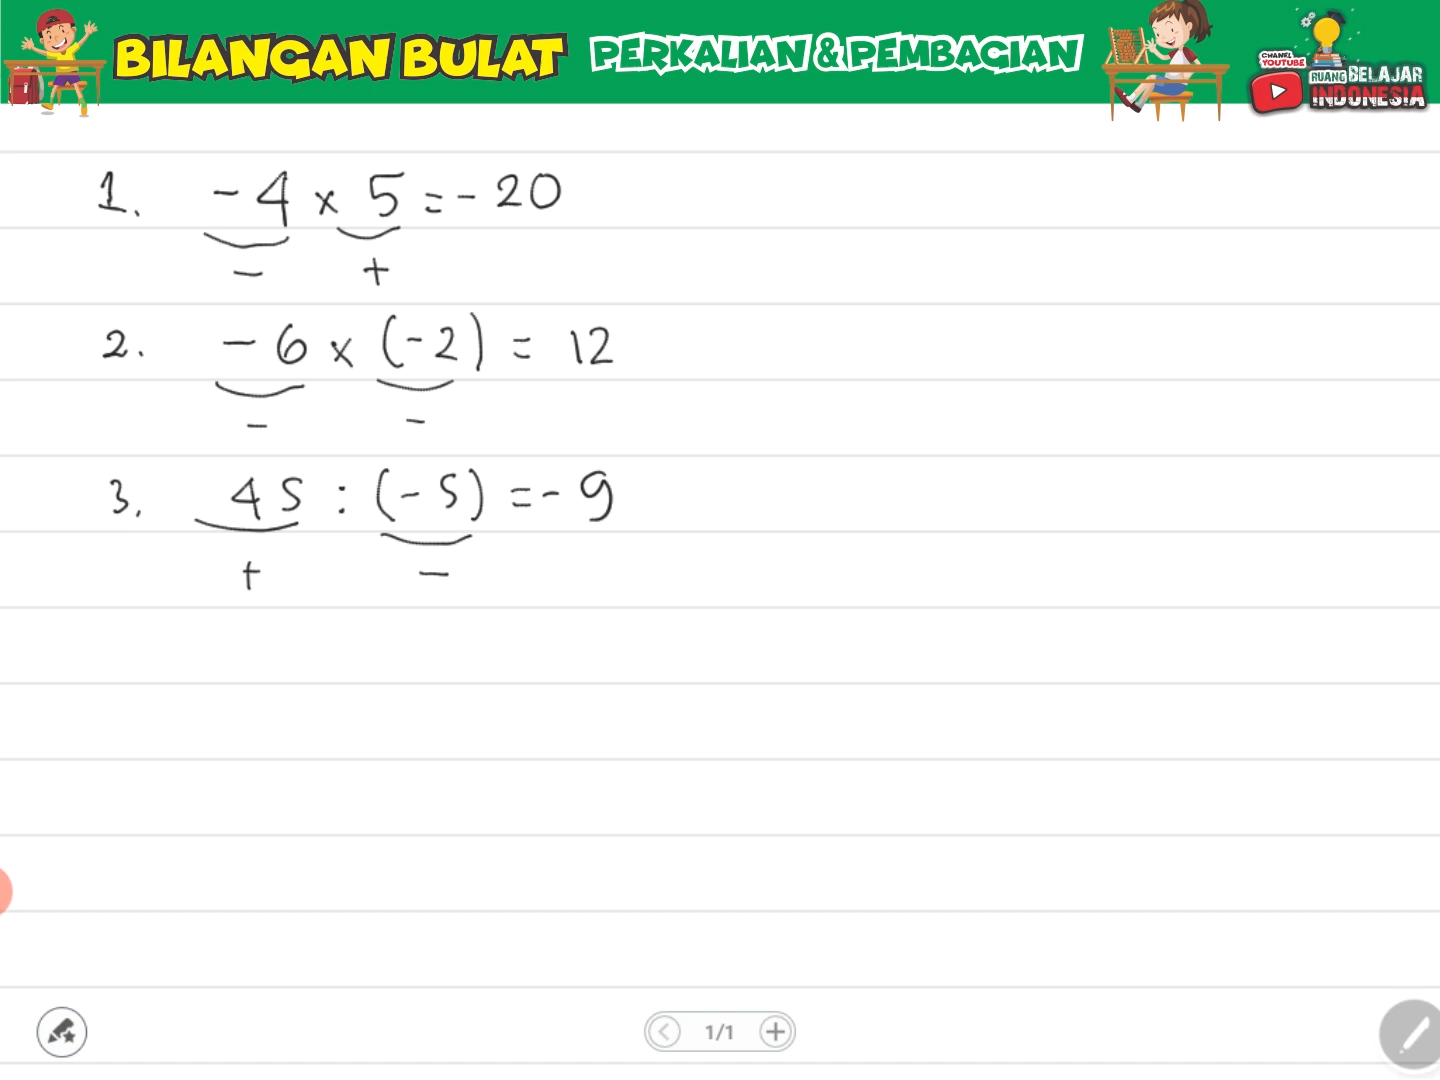 BILANGAN BULAT PERKALIAN & PEMBAGIAN
CHANEL
YOUTUBE
RUANG BELAJAR
INDONESIA
1. -4 x 5 = -20
- +
2. -6 x (-2) = 12
- -
3. 45 : (-5) = -9
+ -
1/1